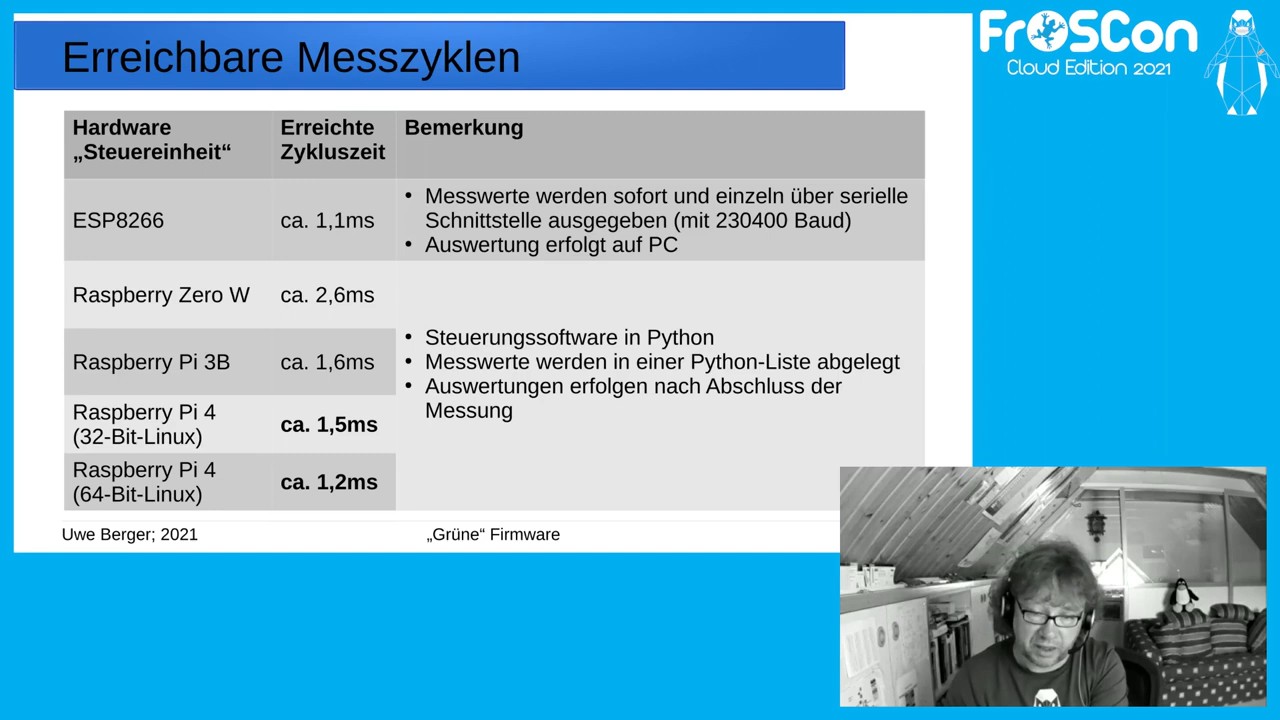 Erreichbare Messzyklen
FrOSCon
Cloud Edition 2021
Hardware
„Steuereinheit“
Erreichte
Zykluszeit
Bemerkung
ESP8266
ca. 1,1ms
• Messwerte werden sofort und einzeln über serielle
Schnittstelle ausgegeben (mit 230400 Baud)
• Auswertung erfolgt auf PC
Raspberry Zero W
ca. 2,6ms
Raspberry Pi 3B
ca. 1,6ms
Raspberry Pi 4
(32-Bit-Linux)
ca. 1,5ms
Raspberry Pi 4
(64-Bit-Linux)
ca. 1,2ms
• Steuerungssoftware in Python
• Messwerte werden in einer Python-Liste abgelegt
• Auswertungen erfolgen nach Abschluss der
Messung
Uwe Berger; 2021
„Grüne“ Firmware